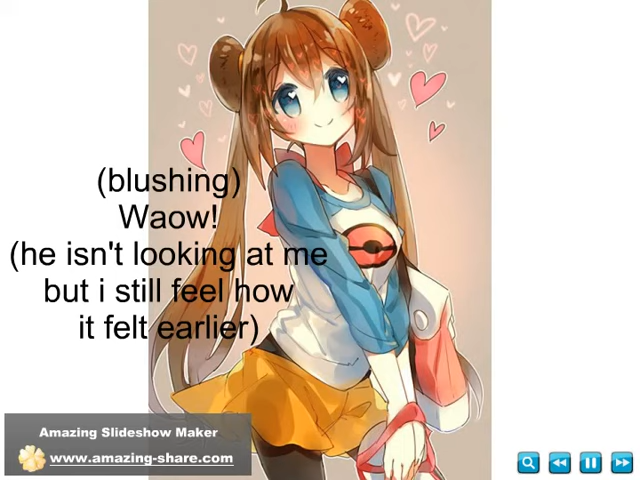 (blushing)
Waow!
(he isn't looking at me
but i still feel how
it felt earlier)
Amazing Slideshow Maker
www.amazing-share.com